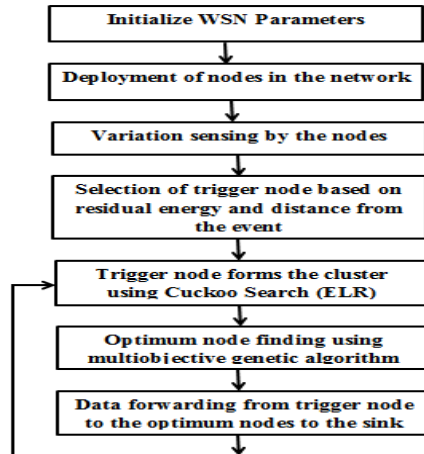 Initialize WSN Parameters
Deployment of nodes in the network
Variation sensing by the nodes
Selection of trigger node based on
residual energy and distance from
the event
Trigger node forms the cluster
using Cuckoo Search (ELR)
Optimum node finding using
multiobjective genetic algorithm
Data forwarding from trigger node
to the optimum nodes to the sink